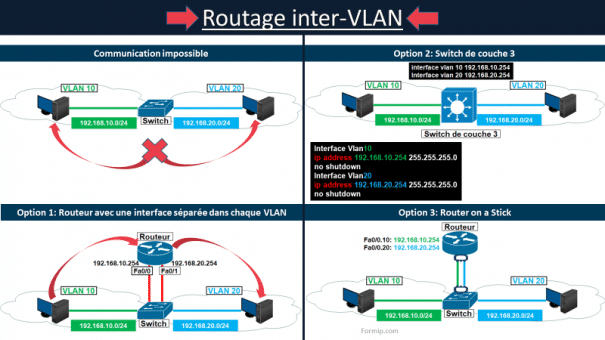 Routage inter-VLAN
Communication impossible
VLAN 10
VLAN 20
192.168.10.0/24
Switch
192.168.20.0/24
Option 2: Switch de couche 3
interface vlan 10 192.168.10.254
Interface vlan 20 192.168.20.254
VLAN 10
VLAN 20
192.168.10.0/24
192.168.20.0/24
Switch de couche 3
Interface Vlan10
ip address 192.168.10.254 255.255.255.0
no shutdown
Interface Vlan20
ip address 192.168.20.254 255.255.255.0
no shutdown
Option 1: Routeur avec une interface séparée dans chaque VLAN
Routeur
192.168.10.254
192.168.20.254
Fa0/0
Fa0/1
VLAN 10
VLAN 20
192.168.10.0/24
Switch
192.168.20.0/24
Option 3: Router on a Stick
Routeur
Fa0/0.10: 192.168.10.254
Fa0/0.20: 192.168.20.254
VLAN 10
VLAN 20
192.168.10.0/24
Switch
192.168.20.0/24
Formip.com